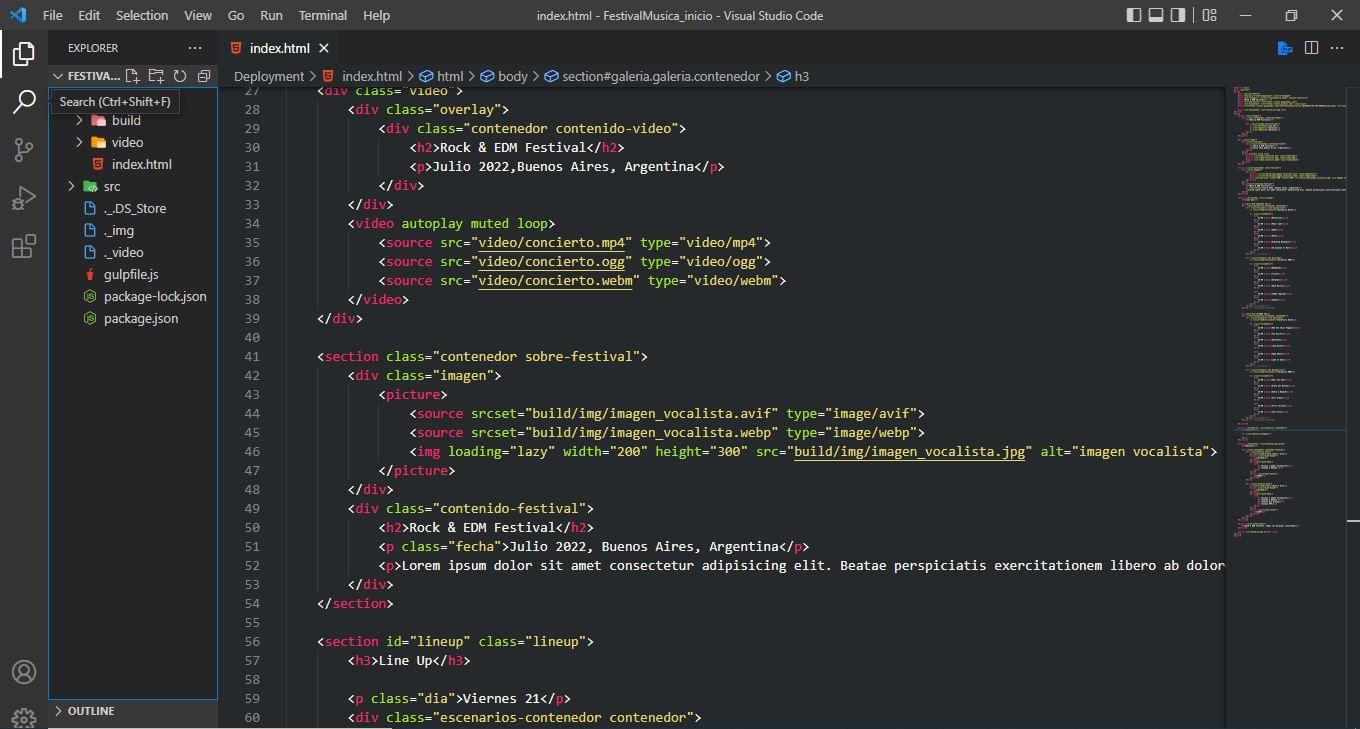 File Edit Selection View Go Run Terminal Help index.html - FestivalMusica_inicio - Visual Studio Code
EXPLORER
FESTIVA...
Search (Ctrl+Shift+F)
build
video
index.html
src
._.DS_Store
._img
._video
gulpfile.js
package-lock.json
package.json
OUTLINE
index.html
Deployment > index.html > html > body > section#galeria.galeria.contenedor > h3
27 <div class="video">
28 <div class="overlay">
29 <div class="contenedor contenido-video">
30 <h2>Rock & EDM Festival</h2>
31 <p>Julio 2022,Buenos Aires, Argentina</p>
32 </div>
33 </div>
34 <video autoplay muted loop>
35 <source src="video/concierto.mp4" type="video/mp4">
36 <source src="video/concierto.ogg" type="video/ogg">
37 <source src="video/concierto.webm" type="video/webm">
38 </video>
39 </div>
40
41 <section class="contenedor sobre-festival">
42 <div class="imagen">
43 <picture>
44 <source srcset="build/img/imagen_vocalista.avif" type="image/avif">
45 <source srcset="build/img/imagen_vocalista.webp" type="image/webp">
46 <img loading="lazy" width="200" height="300" src="build/img/imagen_vocalista.jpg" alt="imagen vocalista">
47 </picture>
48 </div>
49 <div class="contenido-festival">
50 <h2>Rock & EDM Festival</h2>
51 <p class="fecha">Julio 2022, Buenos Aires, Argentina</p>
52 <p>Lorem ipsum dolor sit amet consectetur adipisicing elit. Beatae perspiciatis exercitationem libero ab dolor
53 </div>
54 </section>
55
56 <section id="lineup" class="lineup">
57 <h3>Line Up</h3>
58
59 <p class="dia">Viernes 21</p>
60 <div class="escenarios-contenedor contenedor">